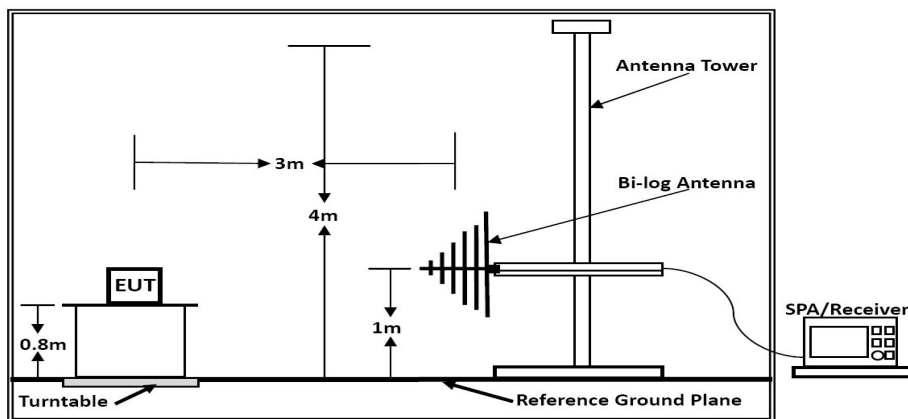 Antenna Tower
3m
Bi-log Antenna
4m
EUT
SPA/Receiver
0.8m
1m
Turntable
Reference Ground Plane